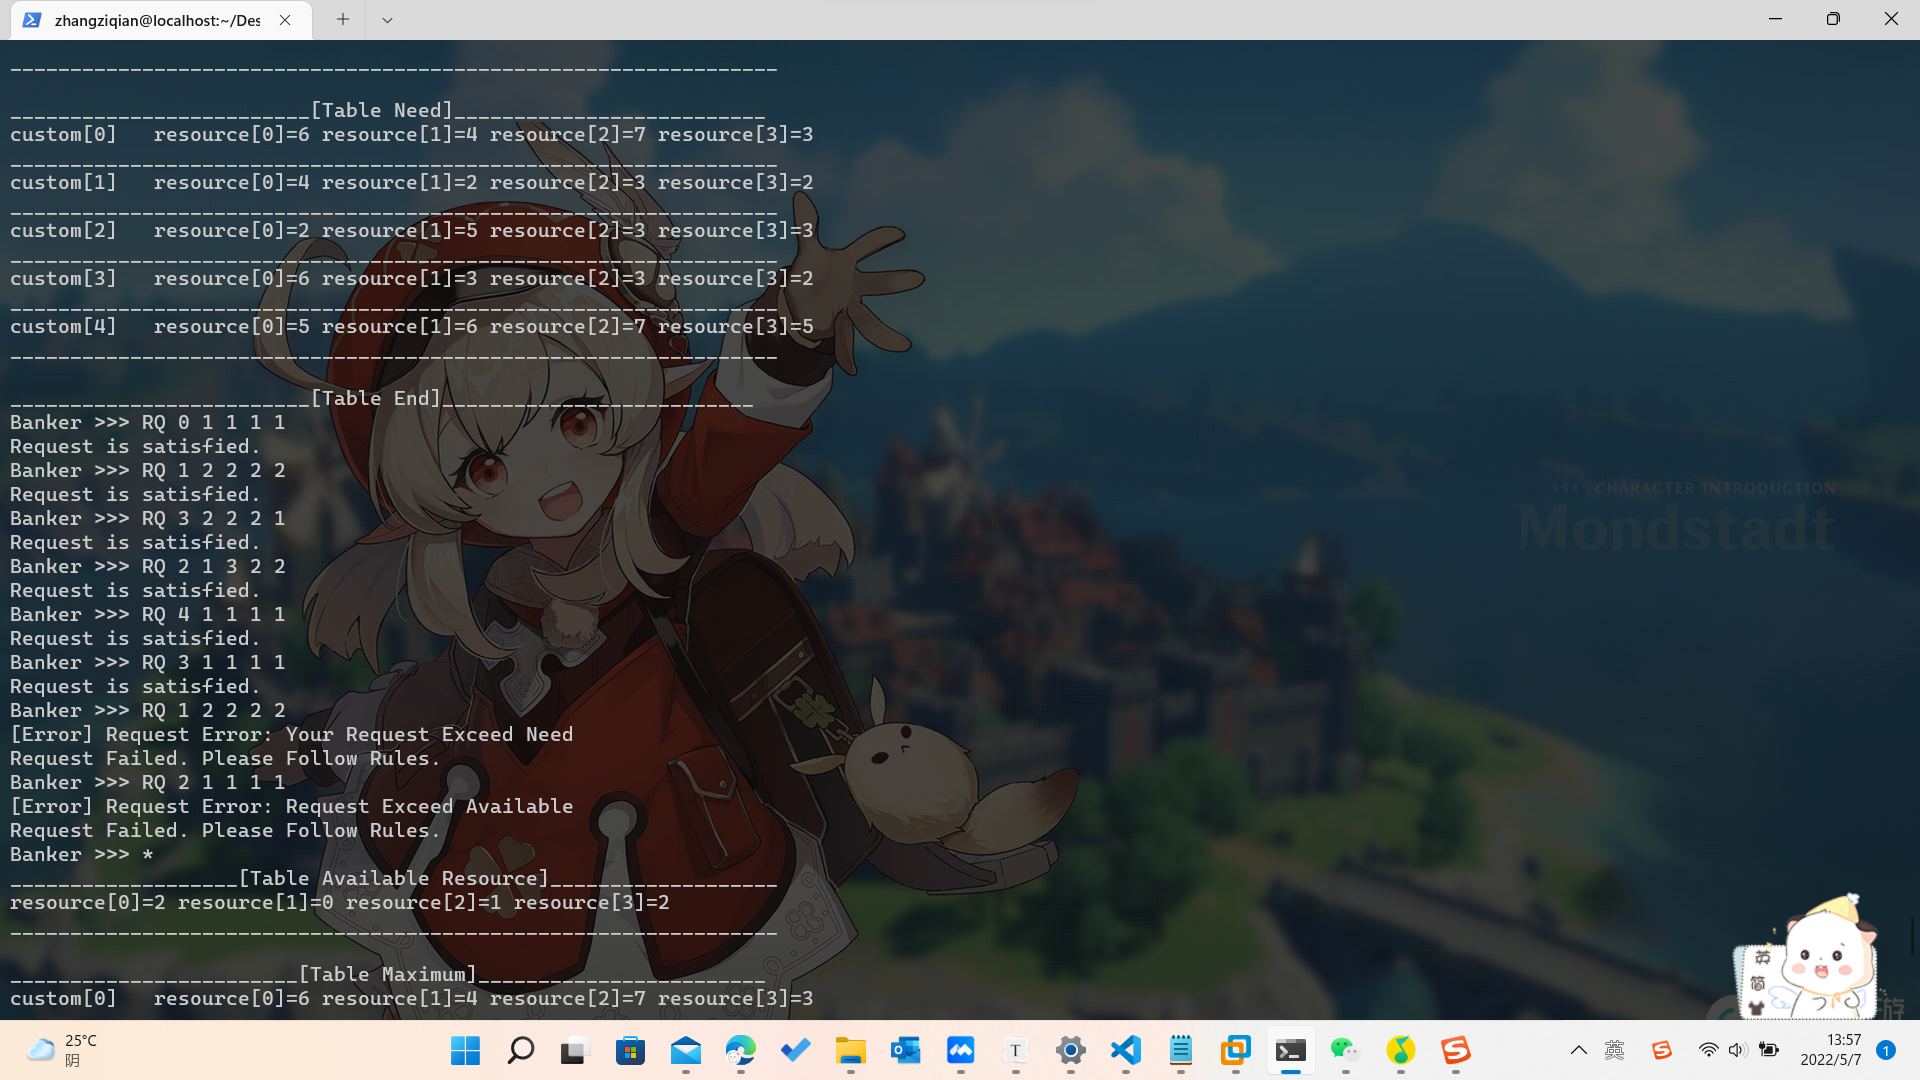 zhangziqian@localhost:~/Des
_________________________[Table Need]__________________________
custom[0]   resource[0]=6 resource[1]=4 resource[2]=7 resource[3]=3
custom[1]   resource[0]=4 resource[1]=2 resource[2]=3 resource[3]=2
custom[2]   resource[0]=2 resource[1]=5 resource[2]=3 resource[3]=3
custom[3]   resource[0]=6 resource[1]=3 resource[2]=3 resource[3]=2
custom[4]   resource[0]=5 resource[1]=6 resource[2]=7 resource[3]=5
_________________________[Table End]__________________________
Banker >>> RQ 0 1 1 1 1
Request is satisfied.
Banker >>> RQ 1 2 2 2 2
Request is satisfied.
Banker >>> RQ 3 2 2 2 1
Request is satisfied.
Banker >>> RQ 2 1 3 2 2
Request is satisfied.
Banker >>> RQ 4 1 1 1 1
Request is satisfied.
Banker >>> RQ 3 1 1 1 1
Request is satisfied.
Banker >>> RQ 1 2 2 2 2
[Error] Request Error: Your Request Exceed Need
Request Failed. Please Follow Rules.
Banker >>> RQ 2 1 1 1 1
[Error] Request Error: Request Exceed Available
Request Failed. Please Follow Rules.
Banker >>> *
___________________[Table Available Resource]___________________
resource[0]=2 resource[1]=0 resource[2]=1 resource[3]=2
________________________[Table Maximum]________________________
custom[0]   resource[0]=6 resource[1]=4 resource[2]=7 resource[3]=3
CHARACTER INTRODUCTION
Mondstadt
英
简
游
25°C
阴
T
英
13:57
2022/5/7
1